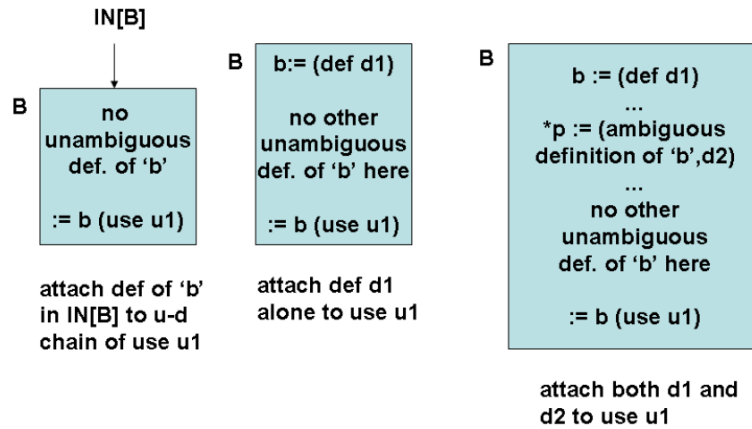 IN[B]
B
no
unambiguous
def. of ‘b’
:= b (use u1)
attach def of ‘b’
in IN[B] to u-d
chain of use u1
B
b:= (def d1)
no other
unambiguous
def. of ‘b’ here
:= b (use u1)
attach def d1
alone to use u1
B
b := (def d1)
...
*p := (ambiguous
definition of ‘b’,d2)
...
no other
unambiguous
def. of ‘b’ here
:= b (use u1)
attach both d1 and
d2 to use u1